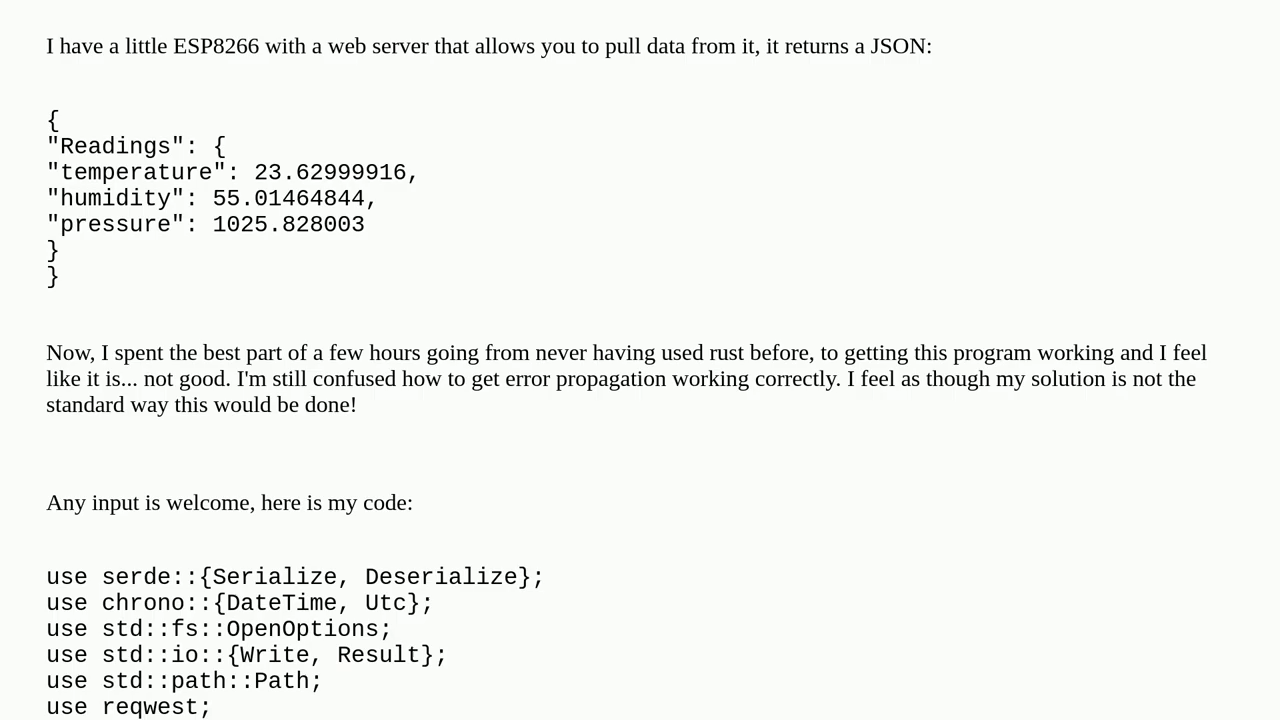 I have a little ESP8266 with a web server that allows you to pull data from it, it returns a JSON:
{
"Readings": {
"temperature": 23.62999916,
"humidity": 55.01464844,
"pressure": 1025.828003
}
}
Now, I spent the best part of a few hours going from never having used rust before, to getting this program working and I feel
like it is... not good. I'm still confused how to get error propagation working correctly. I feel as though my solution is not the
standard way this would be done!
Any input is welcome, here is my code:
use serde::{Serialize, Deserialize};
use chrono::{DateTime, Utc};
use std::fs::OpenOptions;
use std::io::{Write, Result};
use std::path::Path;
use reqwest;